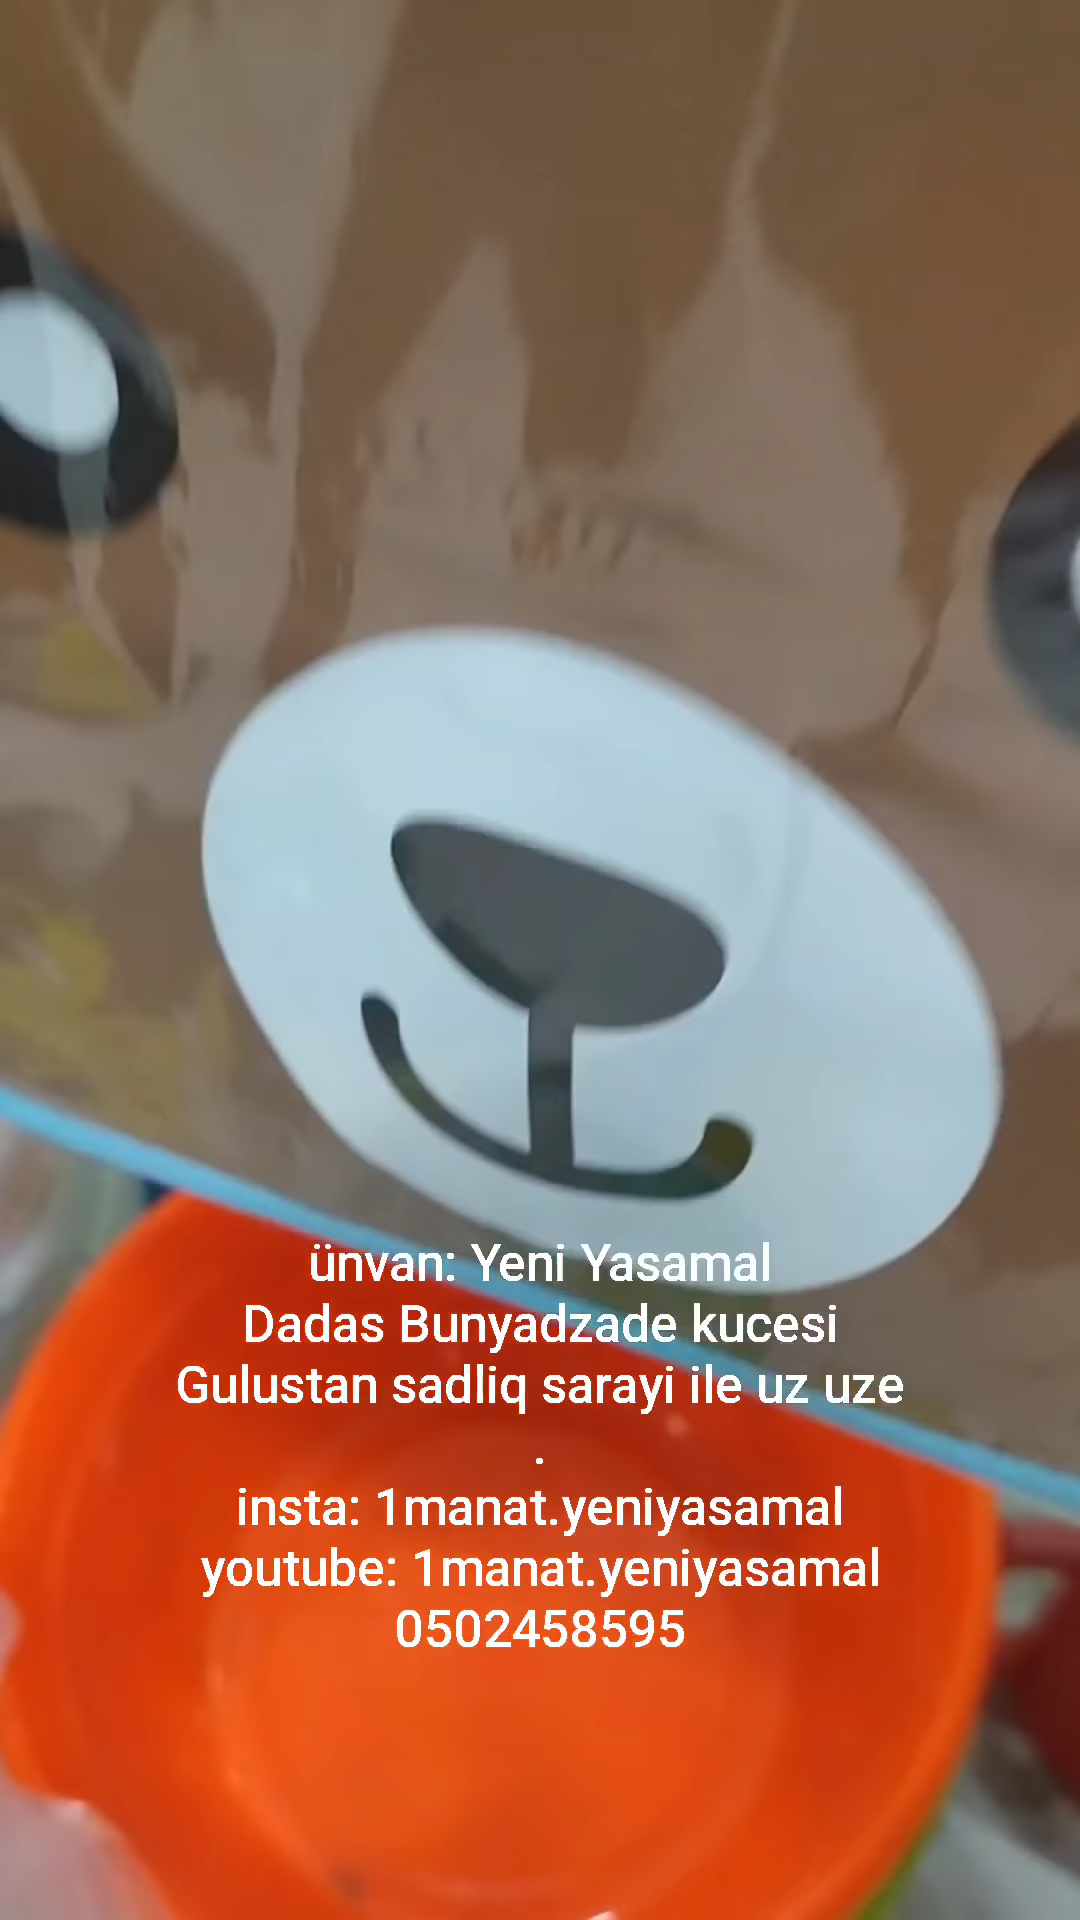 ünvan: Yeni Yasamal
Dadas Bunyadzade kucesi
Gulustan sadliq sarayi ile uz uze
.
insta: 1manat.yeniyasamal
youtube: 1manat.yeniyasamal
0502458595